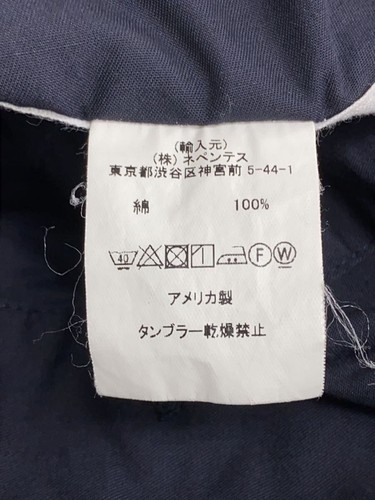 (輸入元)
(株) ネペンテス
東京都渋谷区神宮前 5-44-1
綿 100%
40 F W
アメリカ製
タンブラー乾燥禁止